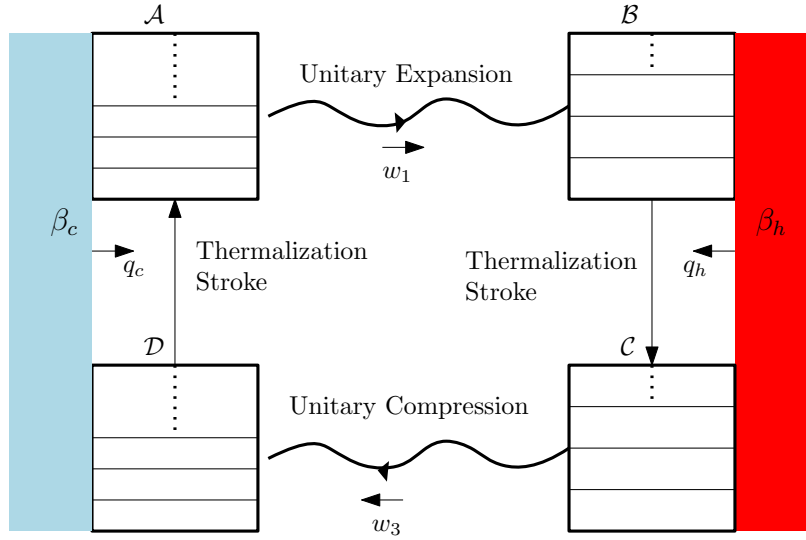 𝒜
ℬ
Unitary Expansion
w₁
β_c
β_h
q_c
Thermalization
Stroke
Thermalization
Stroke
q_h
𝒟
𝒞
Unitary Compression
w₃